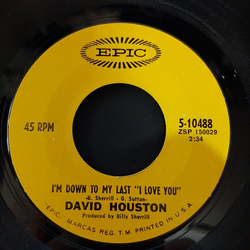 EPIC
45 RPM
5-10488
ZSP 150029
2:34
I'M DOWN TO MY LAST "I LOVE YOU"
-B. Sherrill - G. Sutton-
DAVID HOUSTON
Produced by Billy Sherrill
EPIC - MARCAS REG. T.M. PRINTED IN U.S.A.